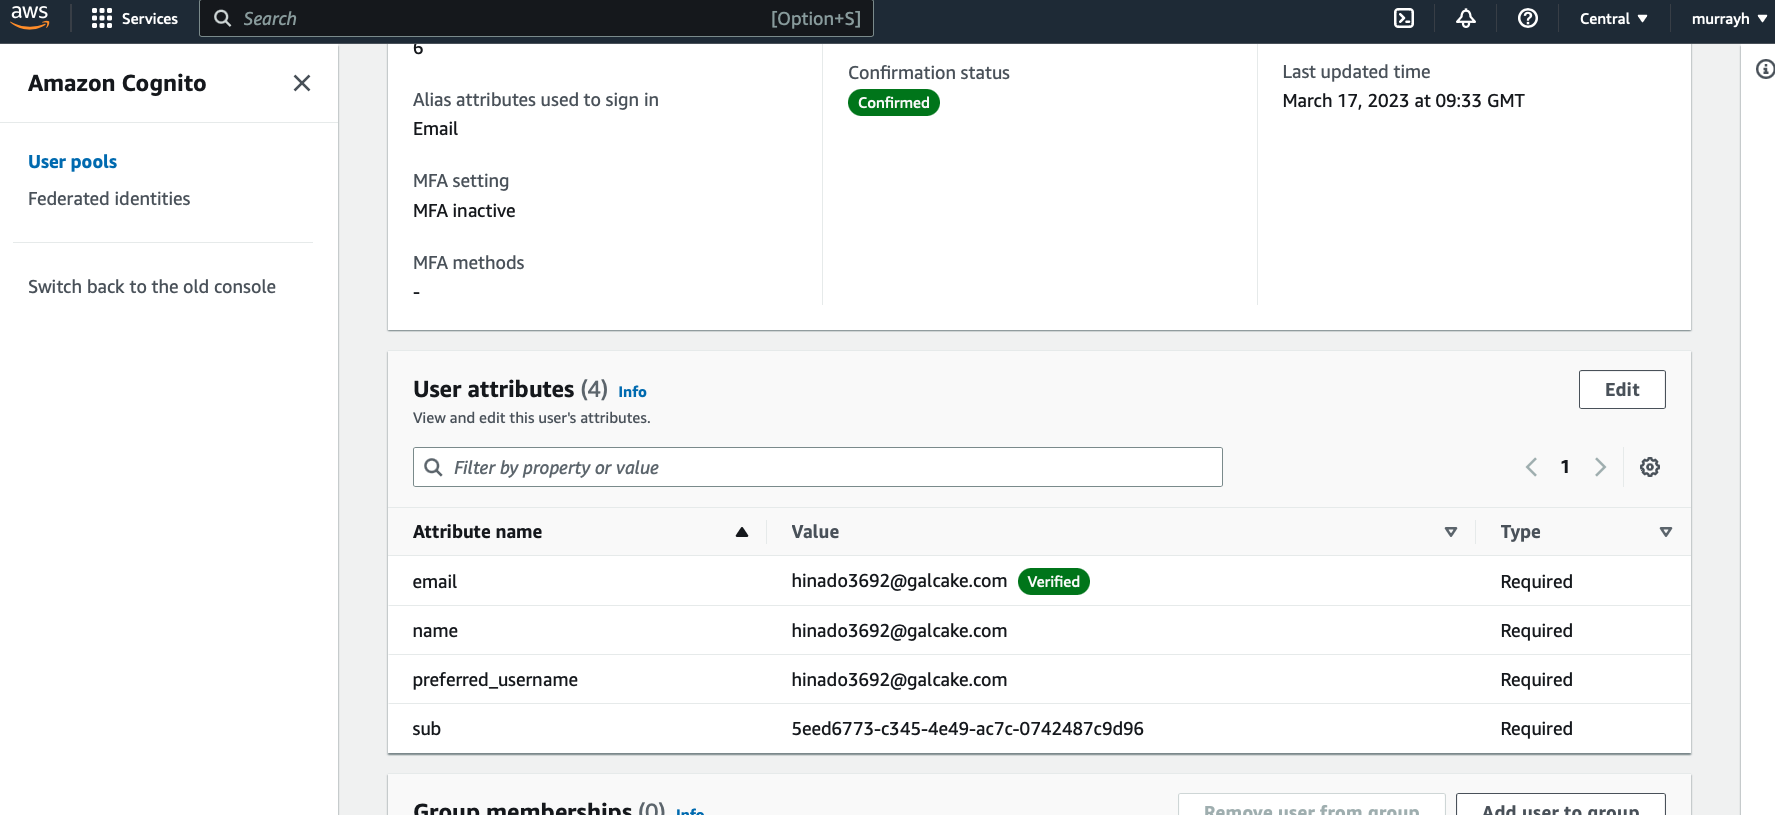 aws
Services
Search
[Option+S]
Central
murrayh
Amazon Cognito
User pools
Federated identities
Switch back to the old console
6
Alias attributes used to sign in
Email
MFA setting
MFA inactive
MFA methods
-
Confirmation status
Confirmed
Last updated time
March 17, 2023 at 09:33 GMT
User attributes (4) Info
View and edit this user's attributes.
Edit
Filter by property or value
1
Attribute name Value Type
email hinado3692@galcake.com Verified Required
name hinado3692@galcake.com Required
preferred_username hinado3692@galcake.com Required
sub 5eed6773-c345-4e49-ac7c-0742487c9d96 Required
Group memberships (0) Info
Remove user from group
Add user to group